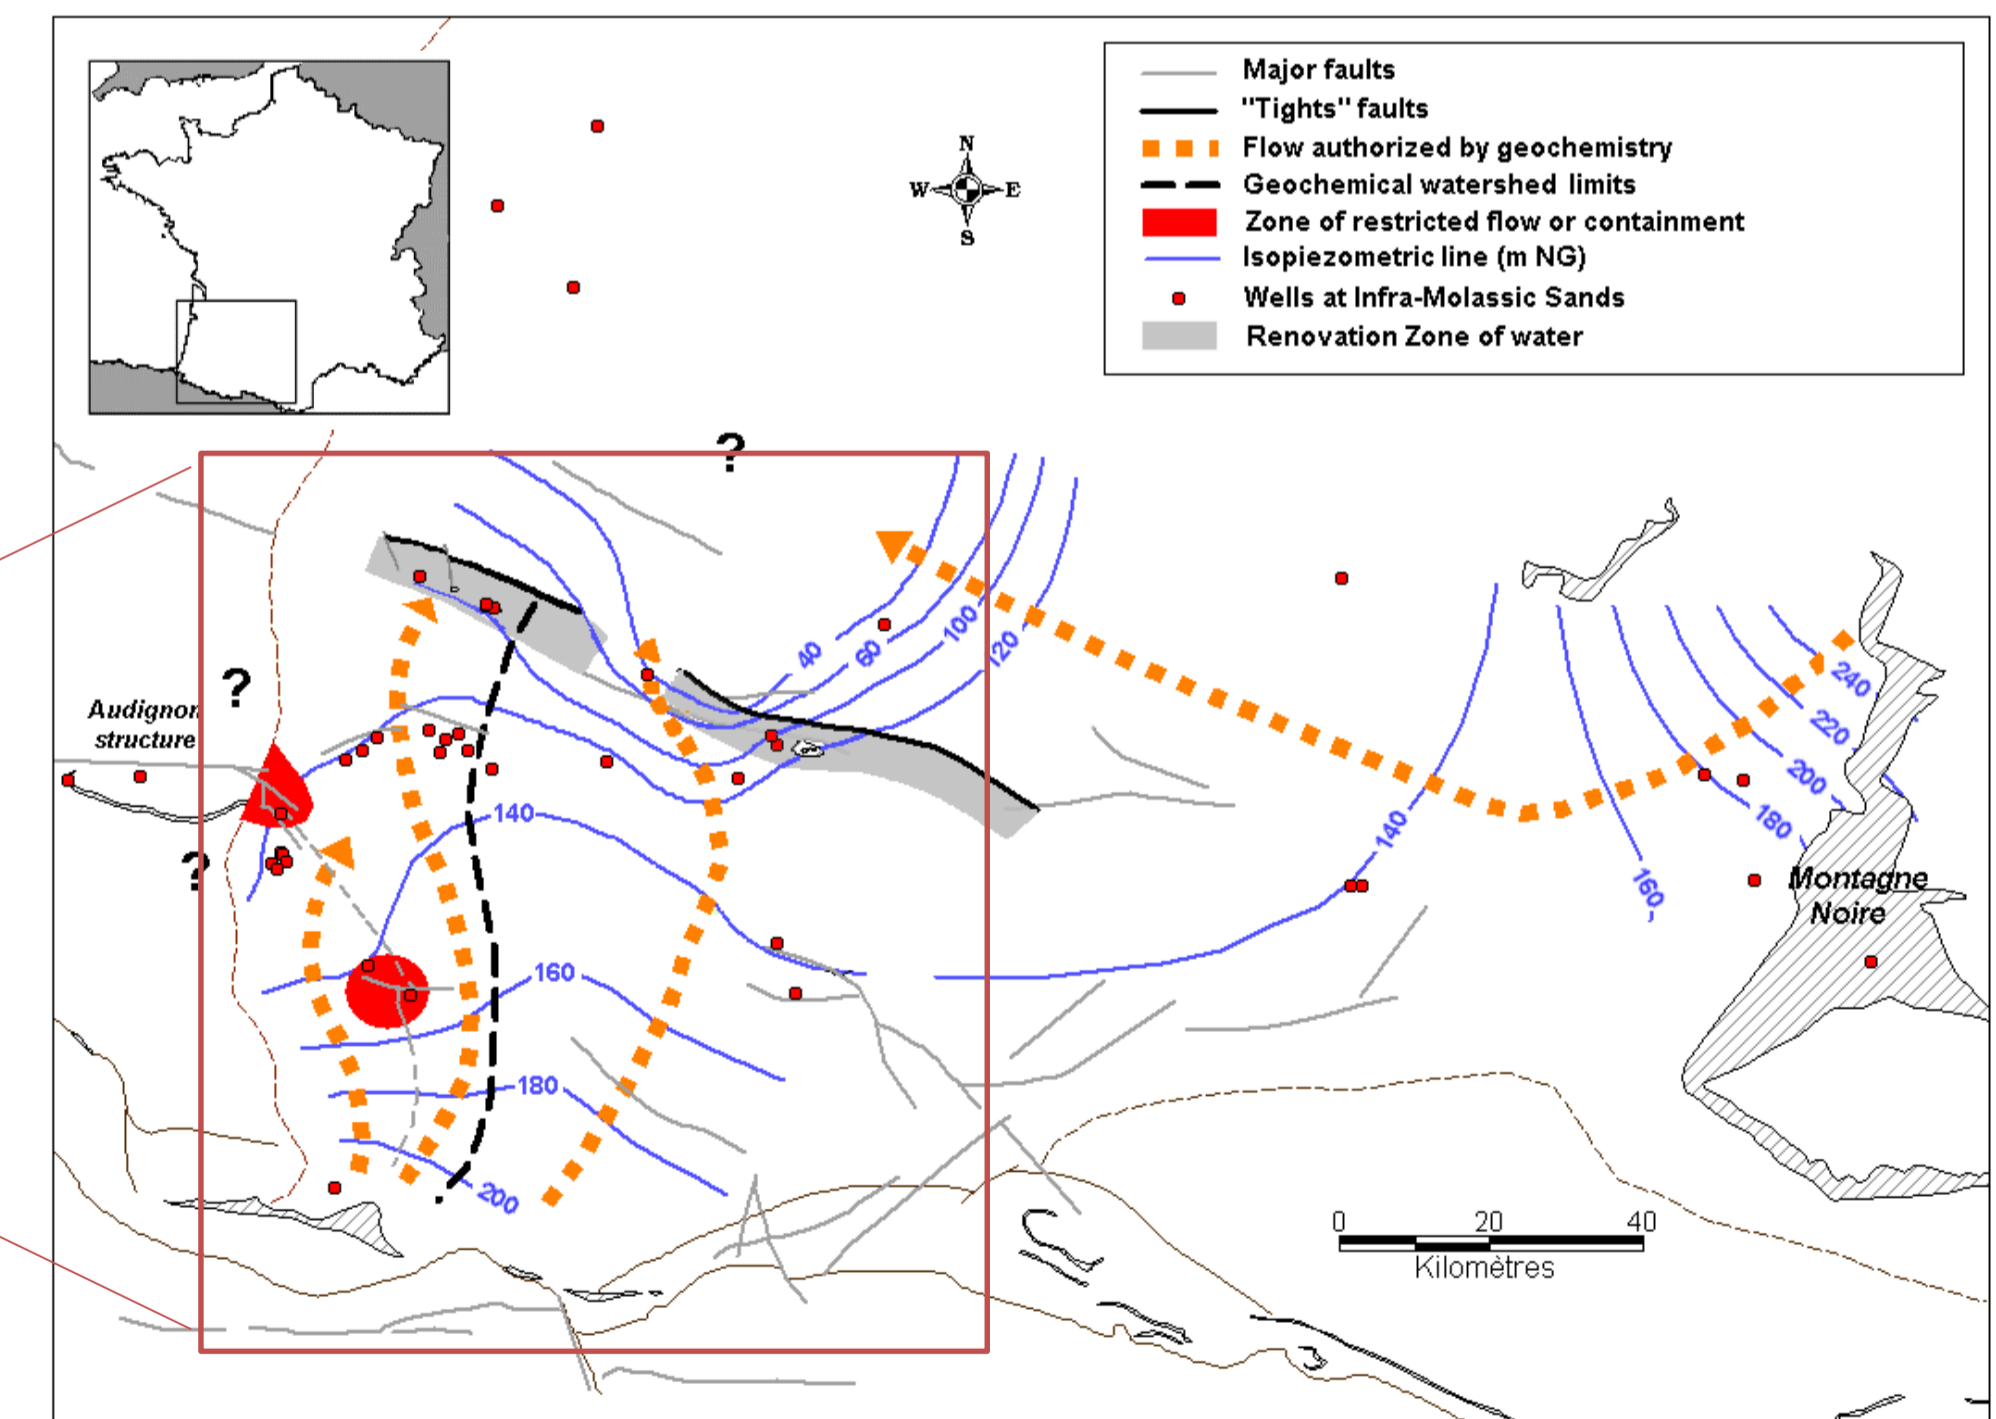 Major faults
"Tights" faults
Flow authorized by geochemistry
Geochemical watershed limits
Zone of restricted flow or containment
Isopiezometric line (m NG)
Wells at Infra-Molassic Sands
Renovation Zone of water
N
W E
S
?
40
60
100
120
?
Audignon
structure
240
220
200
180
140
140
?
160
Montagne
Noire
160
180
200
0 20 40
Kilomètres